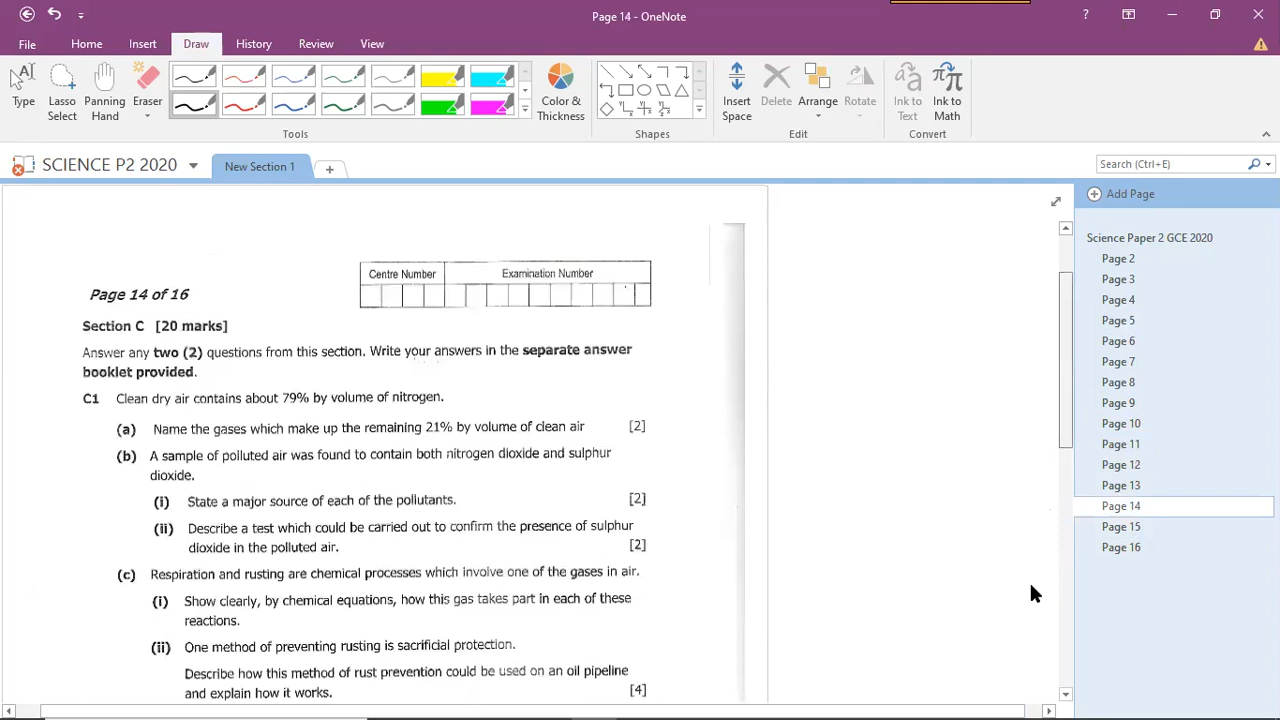 Page 14 - OneNote
?
File
Home
Insert
Draw
History
Review
View
Type
Lasso
Select
Panning
Hand
Eraser
Color &
Thickness
Insert
Space
Delete
Arrange
Rotate
Ink to
Text
Ink to
Math
Tools
Shapes
Edit
Convert
SCIENCE P2 2020
New Section 1
Search (Ctrl+E)
Add Page
Science Paper 2 GCE 2020
Page 2
Page 3
Page 4
Page 5
Page 6
Page 7
Page 8
Page 9
Page 10
Page 11
Page 12
Page 13
Page 14
Page 15
Page 16
Centre Number Examination Number
Page 14 of 16
Section C [20 marks]
Answer any two (2) questions from this section. Write your answers in the separate answer
booklet provided.
C1 Clean dry air contains about 79% by volume of nitrogen.
(a) Name the gases which make up the remaining 21% by volume of clean air [2]
(b) A sample of polluted air was found to contain both nitrogen dioxide and sulphur
dioxide.
(i) State a major source of each of the pollutants. [2]
(ii) Describe a test which could be carried out to confirm the presence of sulphur
dioxide in the polluted air. [2]
(c) Respiration and rusting are chemical processes which involve one of the gases in air.
(i) Show clearly, by chemical equations, how this gas takes part in each of these
reactions.
(ii) One method of preventing rusting is sacrificial protection.
Describe how this method of rust prevention could be used on an oil pipeline
and explain how it works. [4]